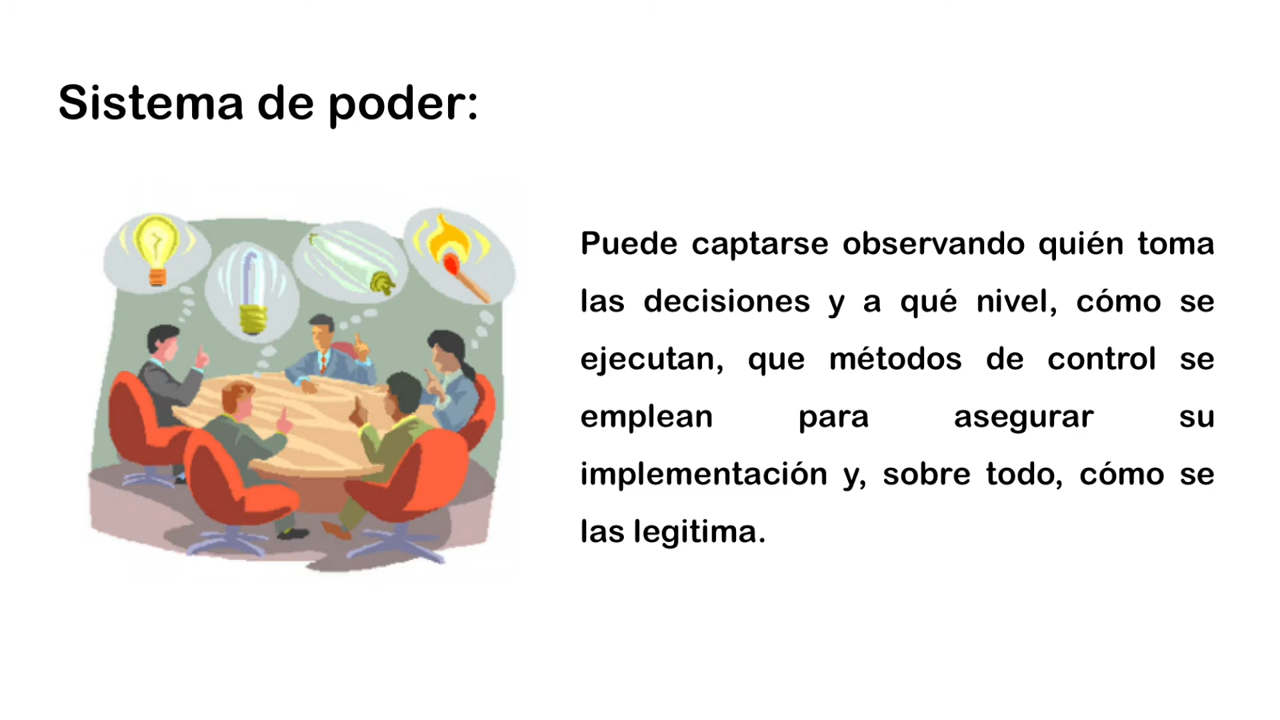 Sistema de poder:
Puede captarse observando quién toma
las decisiones y a qué nivel, cómo se
ejecutan, que métodos de control se
emplean para asegurar su
implementación y, sobre todo, cómo se
las legitima.